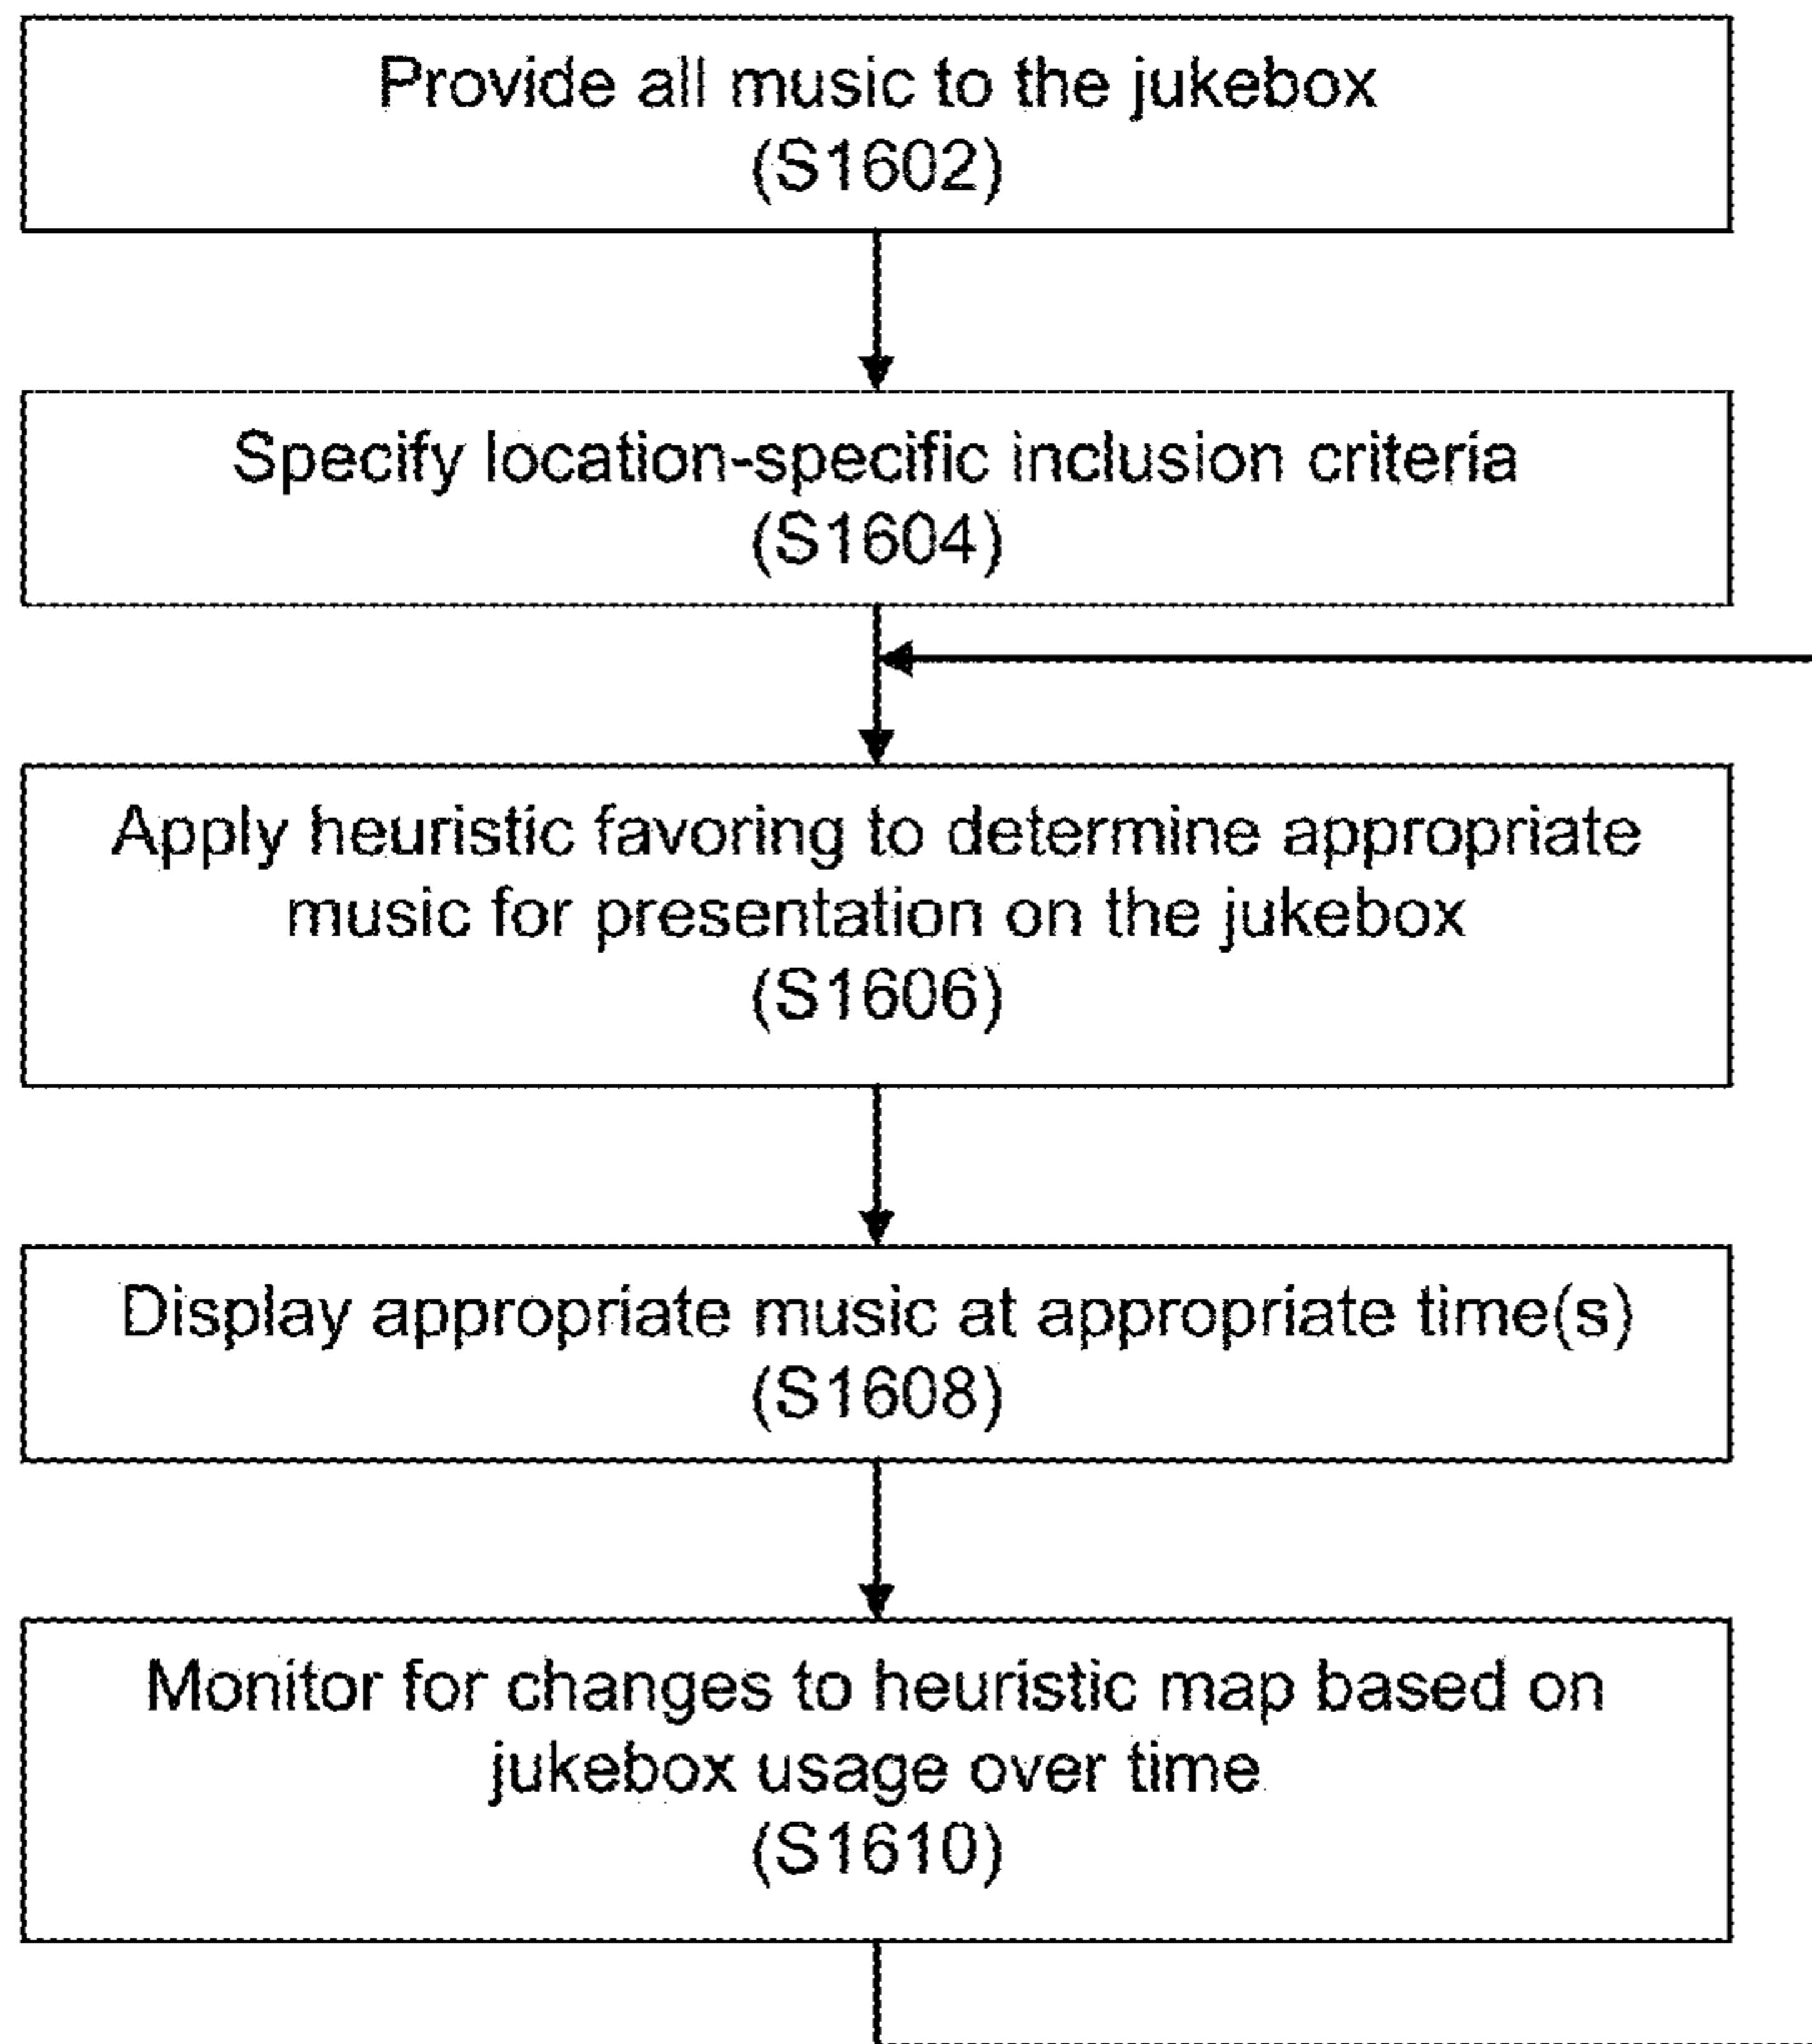 Provide all music to the jukebox
(S1602)
Specify location-specific inclusion criteria
(S1604)
Apply heuristic favoring to determine appropriate
music for presentation on the jukebox
(S1606)
Display appropriate music at appropriate time(s)
(S1608)
Monitor for changes to heuristic map based on
jukebox usage over time
(S1610)